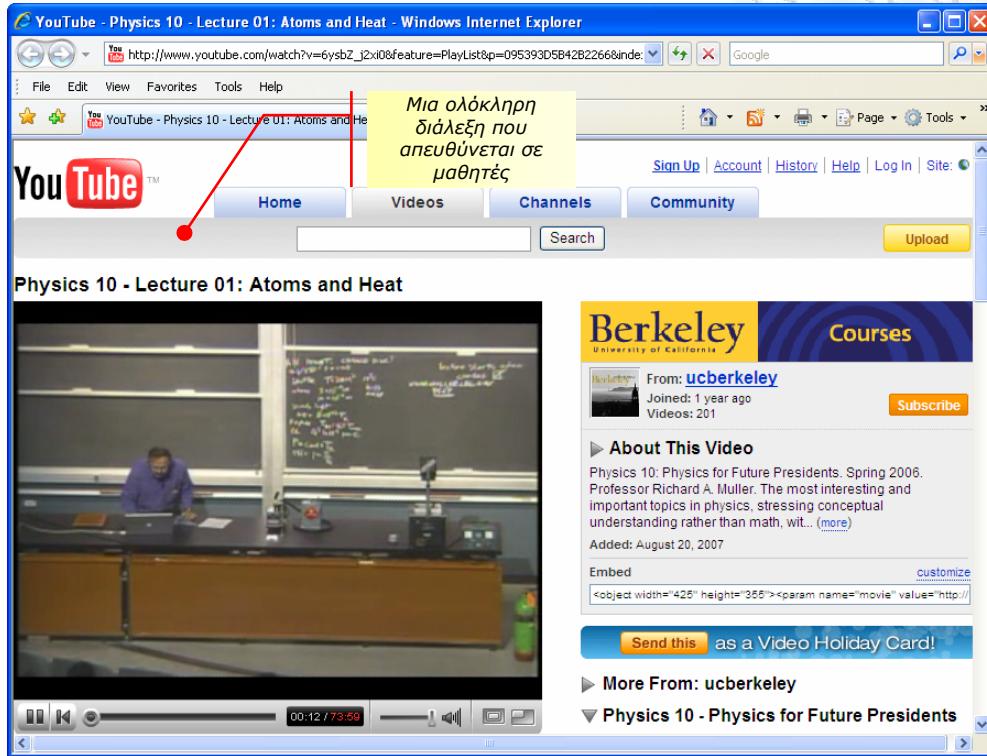 YouTube - Physics 10 - Lecture 01: Atoms and Heat - Windows Internet Explorer
http://www.youtube.com/watch?v=6ysbZ_j2xi0&feature=PlayList&p=095393D5B42B2266&inde:
Google
File Edit View Favorites Tools Help
YouTube - Physics 10 - Lecture 01: Atoms and He
Page Tools
Μια ολόκληρη
διάλεξη που
απευθύνεται σε
μαθητές
You Tube TM
Sign Up | Account | History | Help | Log In | Site:
Home Videos Channels Community
Search
Upload
Physics 10 - Lecture 01: Atoms and Heat
Berkeley
University of California
Courses
From: ucberkeley
Joined: 1 year ago
Videos: 201
Subscribe
About This Video
Physics 10: Physics for Future Presidents. Spring 2006.
Professor Richard A. Muller. The most interesting and
important topics in physics, stressing conceptual
understanding rather than math, wit... (more)
Added: August 20, 2007
Embed customize
<object width="425" height="355"><param name="movie" value="http://
Send this as a Video Holiday Card!
More From: ucberkeley
Physics 10 - Physics for Future Presidents
00:12 / 73:59